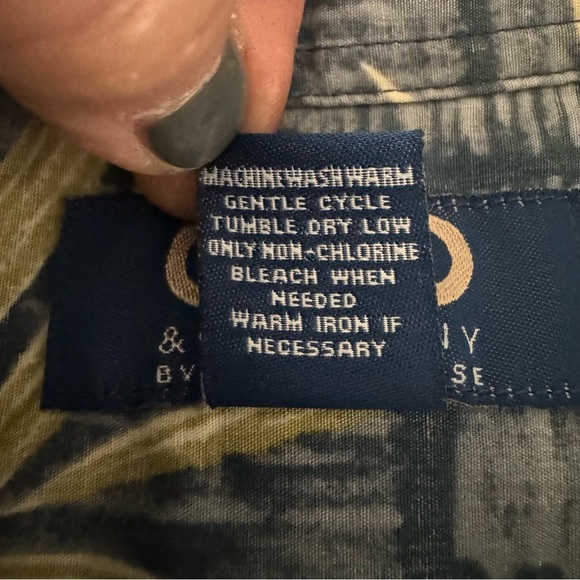 MACHINE WASH WARM
GENTLE CYCLE
TUMBLE DRY LOW
ONLY NON-CHLORINE
BLEACH WHEN
NEEDED
WARM IRON IF
NECESSARY